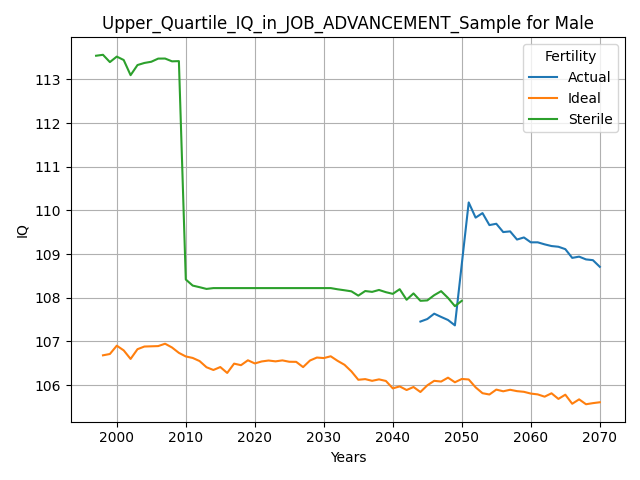 Upper_Quartile_IQ_in_JOB_ADVANCEMENT_Sample for Male
Fertility
Actual
Ideal
Sterile
113
112
111
110
109
108
107
106
IQ
2000
2010
2020
2030
2040
2050
2060
2070
Years